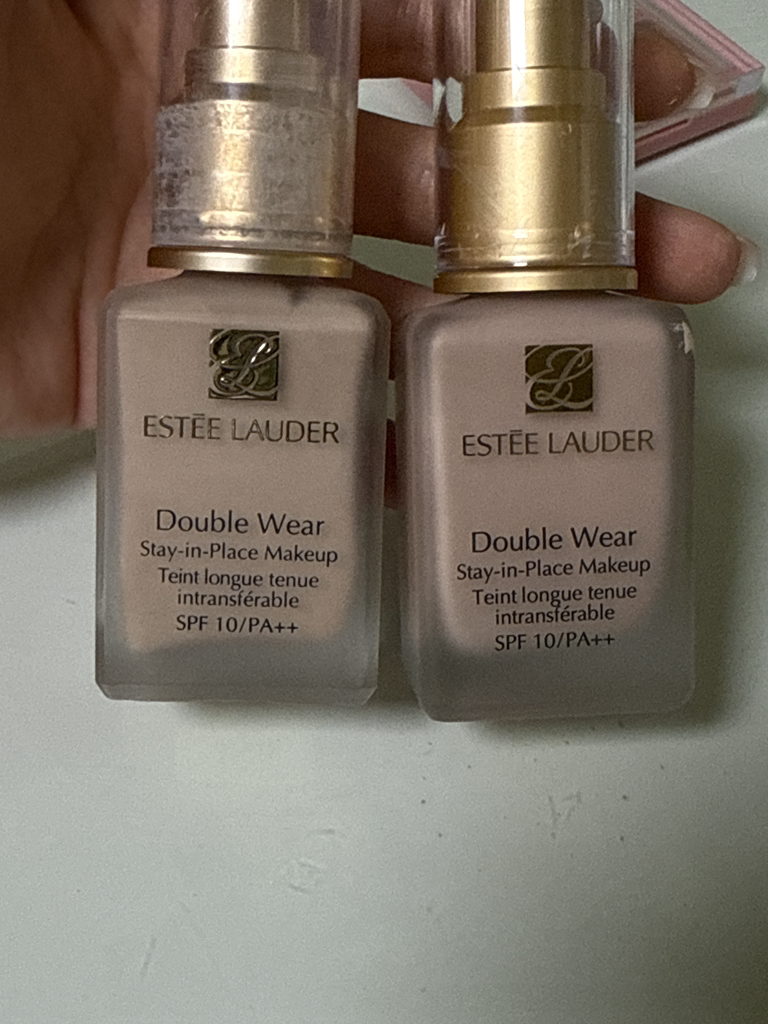 ESTĒE LAUDER
Double Wear
Stay-in-Place Makeup
Teint longue tenue
intransférable
SPF 10/PA++
ESTĒE LAUDER
Double Wear
Stay-in-Place Makeup
Teint longue tenue
intransférable
SPF 10/PA++